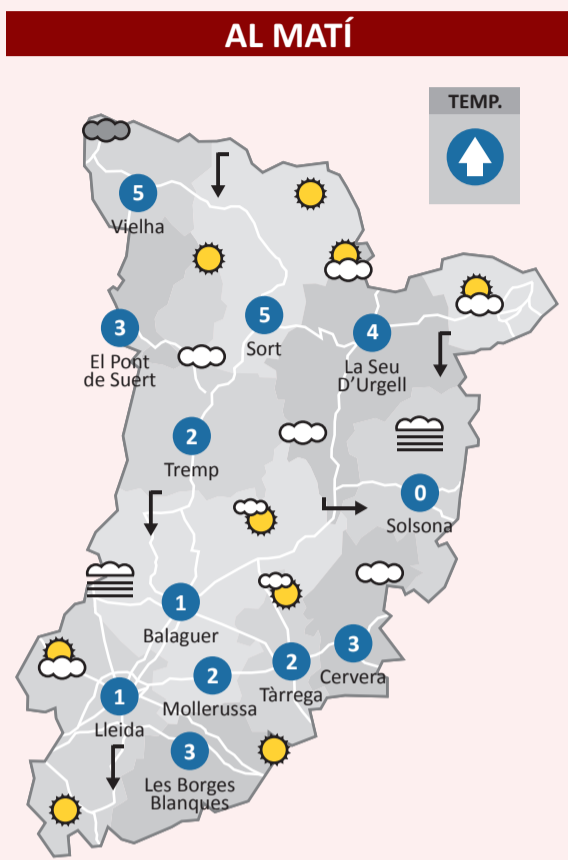 AL MATÍ
TEMP.
5
Vielha
3
El Pont
de Suert
5
Sort
4
La Seu
D'Urgell
2
Tremp
0
Solsona
1
Balaguer
3
Cervera
2
Tàrrega
2
Mollerussa
1
Lleida
3
Les Borges
Blanques